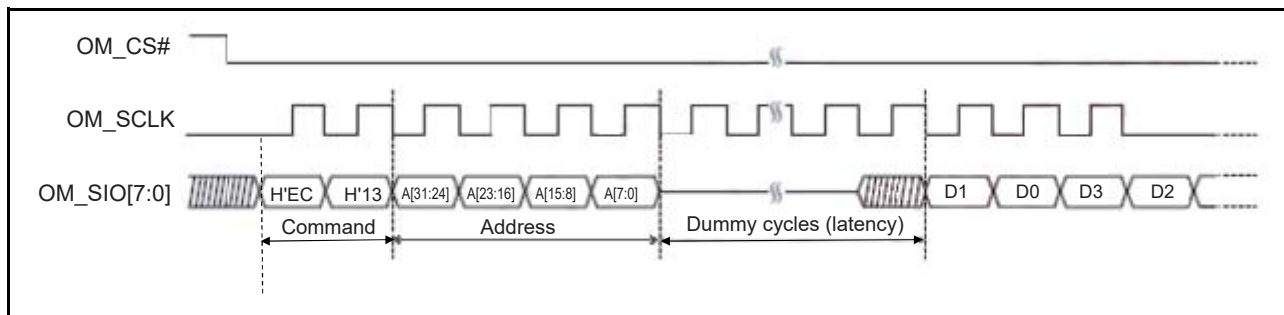 OM_CS#
OM_SCLK
OM_SIO[7:0] H'EC H'13 A[31:24] A[23:16] A[15:8] A[7:0] D1 D0 D3 D2
Command Address Dummy cycles (latency)